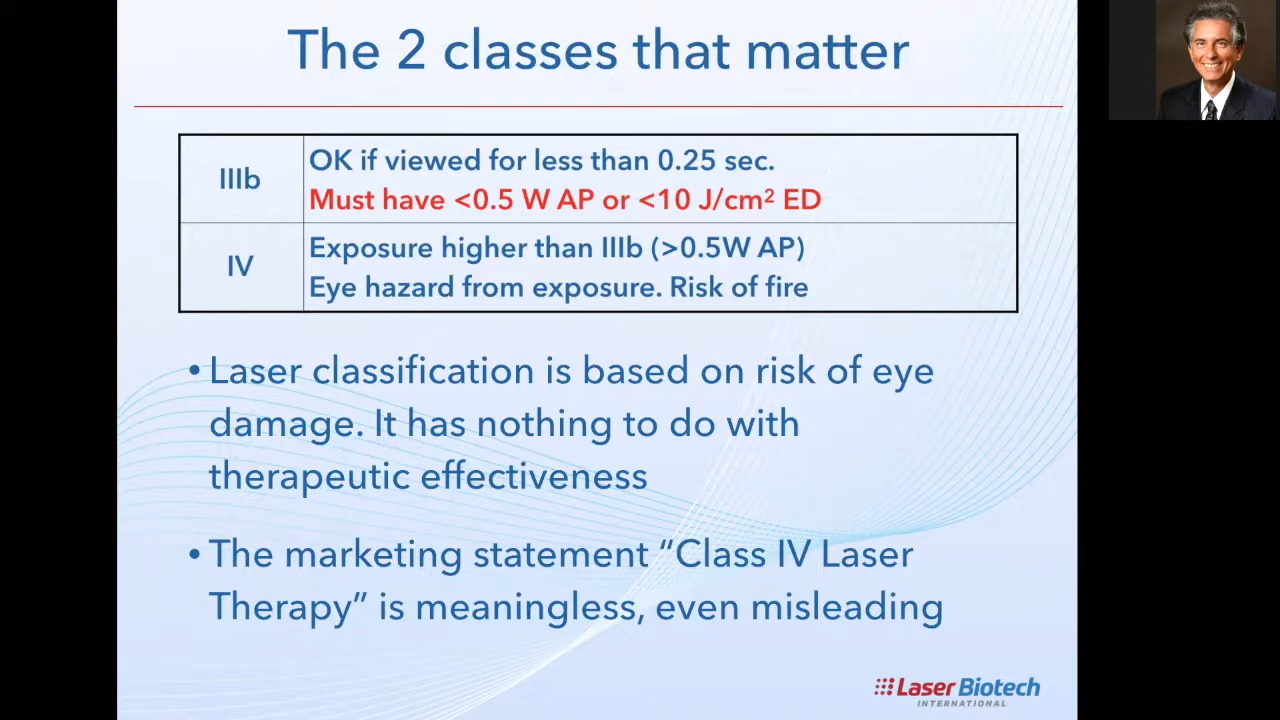 The 2 classes that matter
IIIb
OK if viewed for less than 0.25 sec.
Must have <0.5 W AP or <10 J/cm² ED
IV
Exposure higher than IIIb (>0.5W AP)
Eye hazard from exposure. Risk of fire
• Laser classification is based on risk of eye
damage. It has nothing to do with
therapeutic effectiveness
• The marketing statement “Class IV Laser
Therapy” is meaningless, even misleading
Laser Biotech
INTERNATIONAL